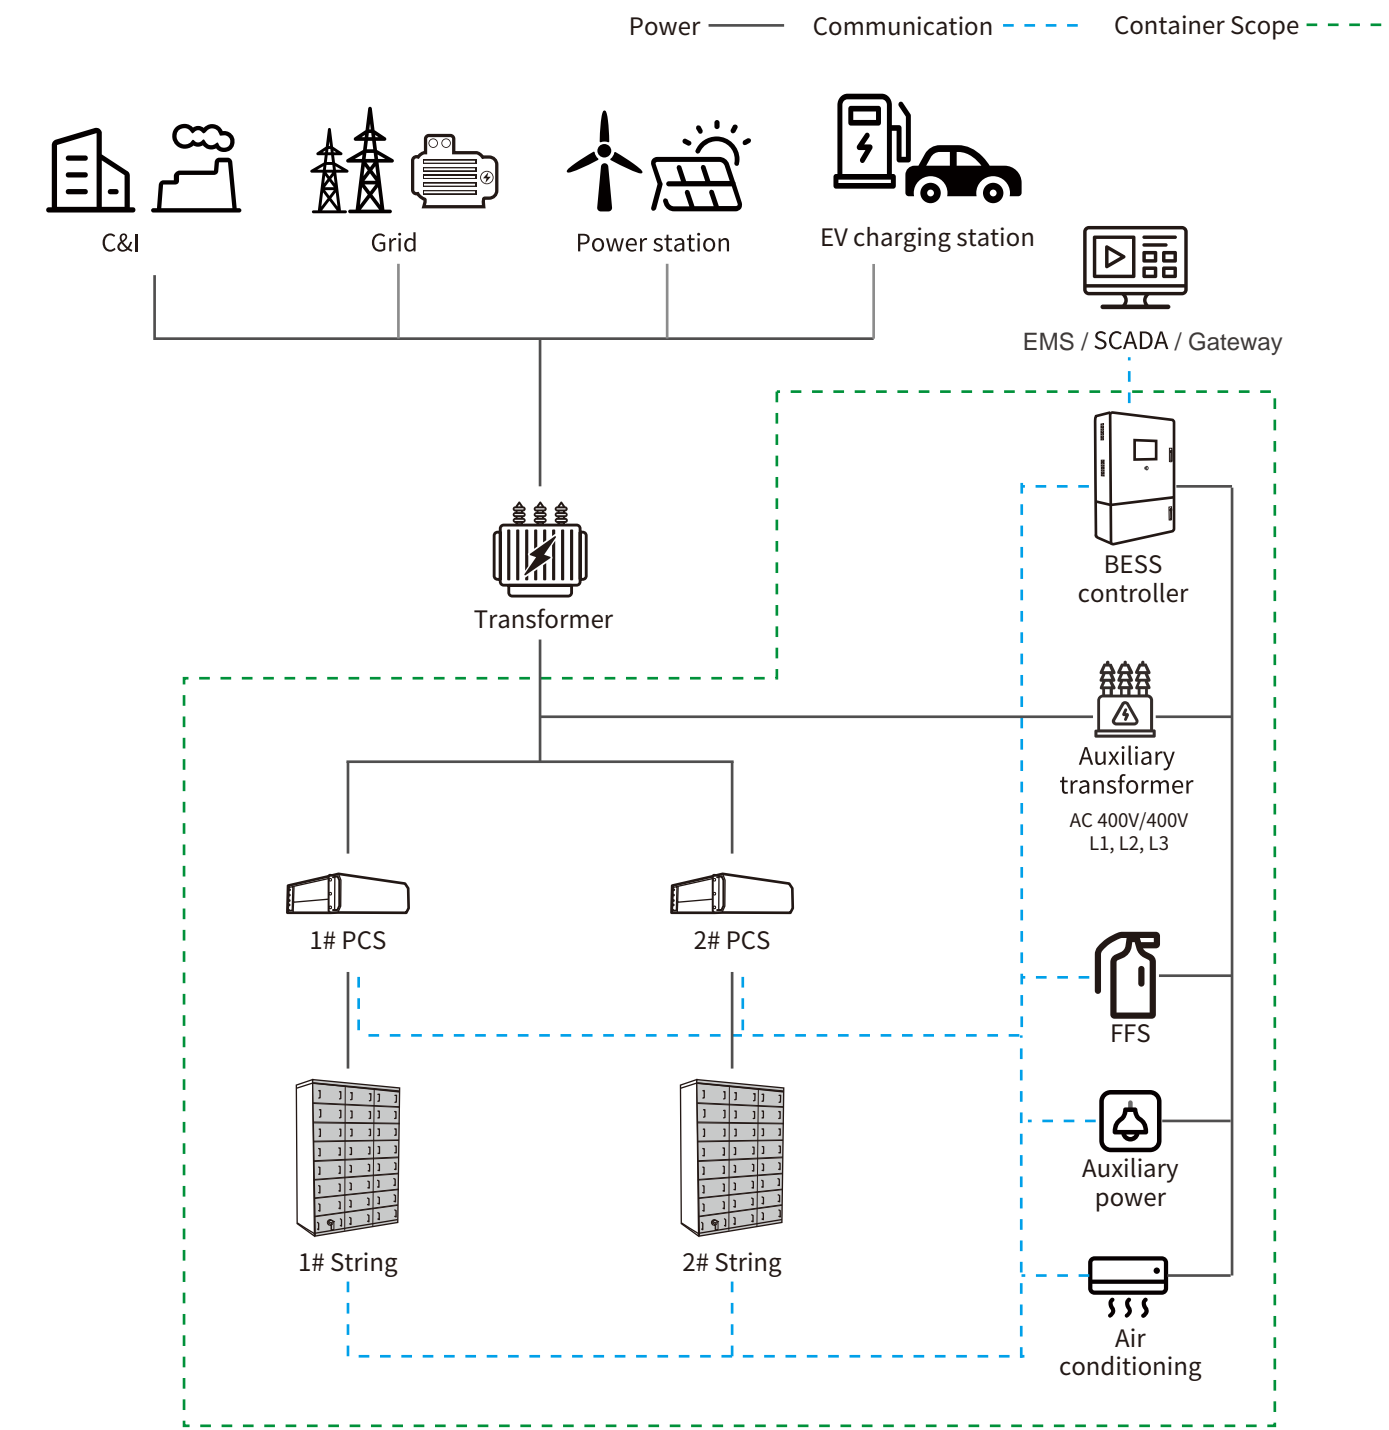 Power
Communication
Container Scope
C&I
Grid
Power station
EV charging station
EMS / SCADA / Gateway
BESS
controller
Transformer
Auxiliary
transformer
AC 400V/400V
L1, L2, L3
1# PCS
2# PCS
FFS
Auxiliary
power
1# String
2# String
Air
conditioning